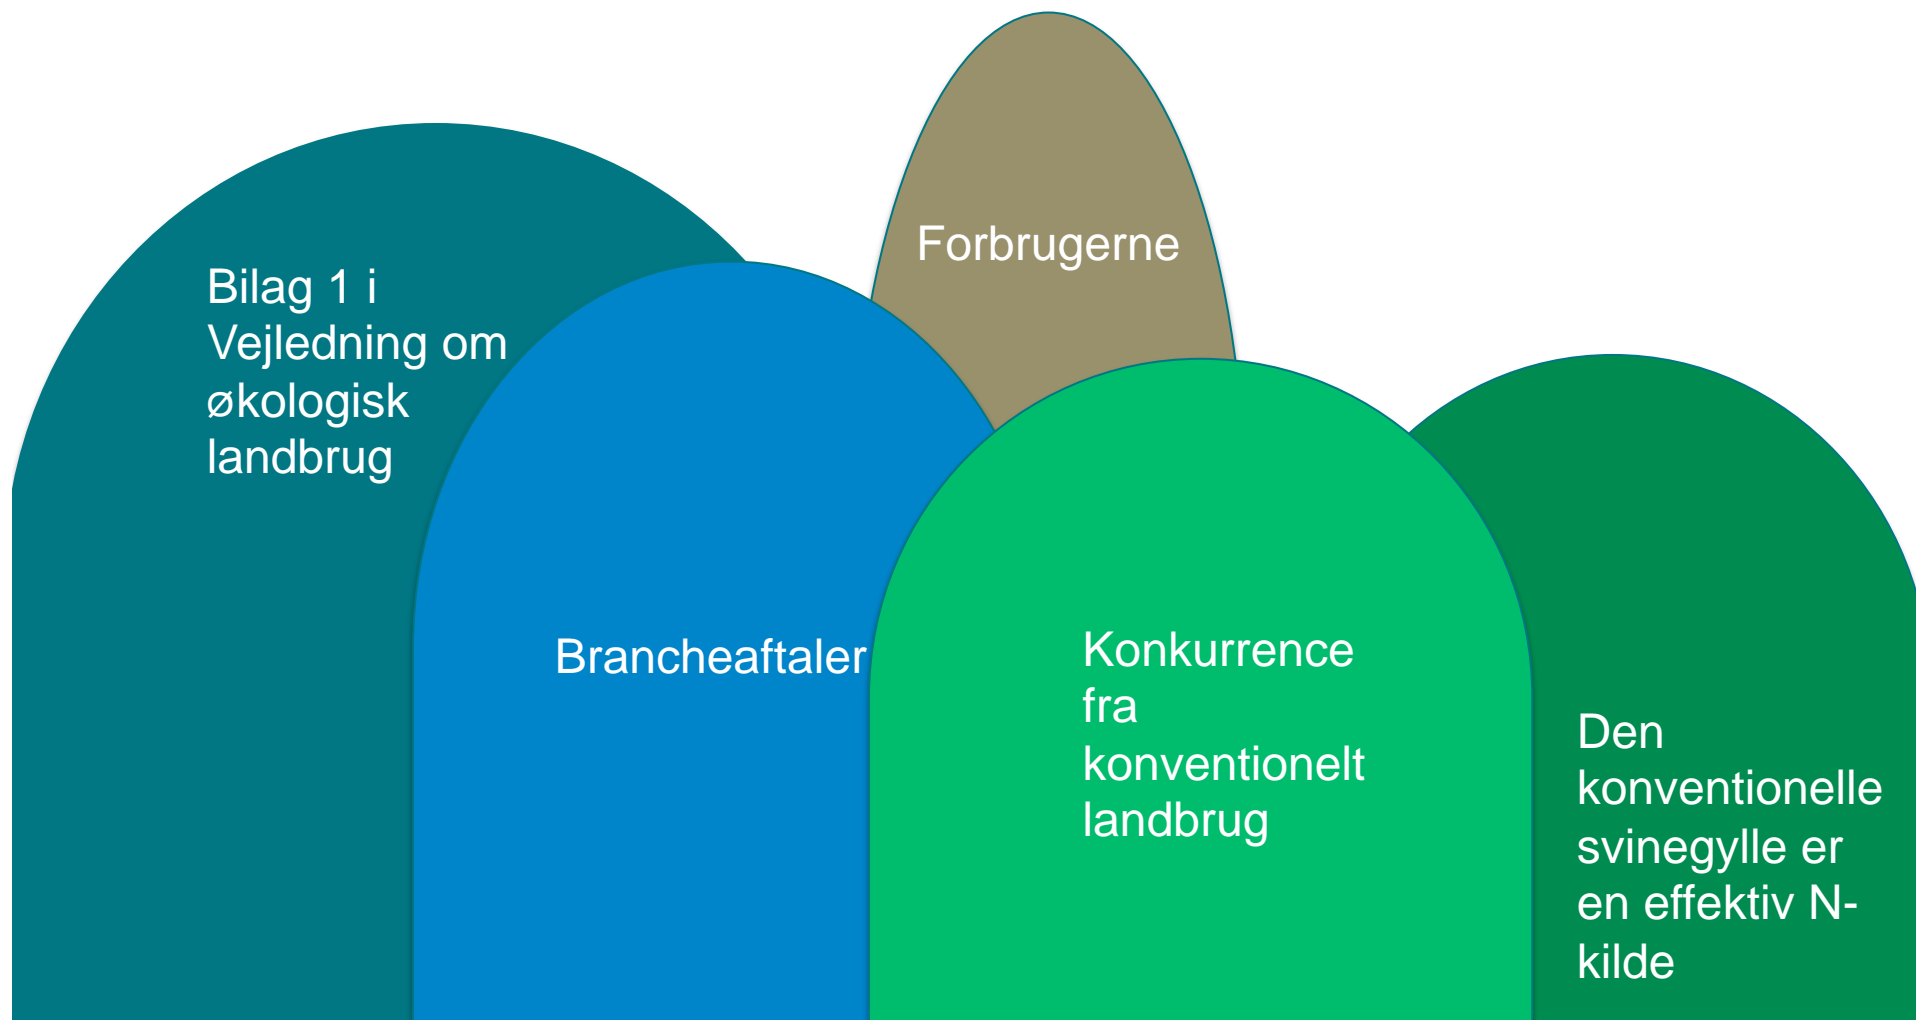 Bilag 1 i
Vejledning om
økologisk
landbrug
Brancheaftaler
Forbrugerne
Konkurrence
fra
konventionelt
landbrug
Den
konventionelle
svinegylle er
en effektiv N-
kilde